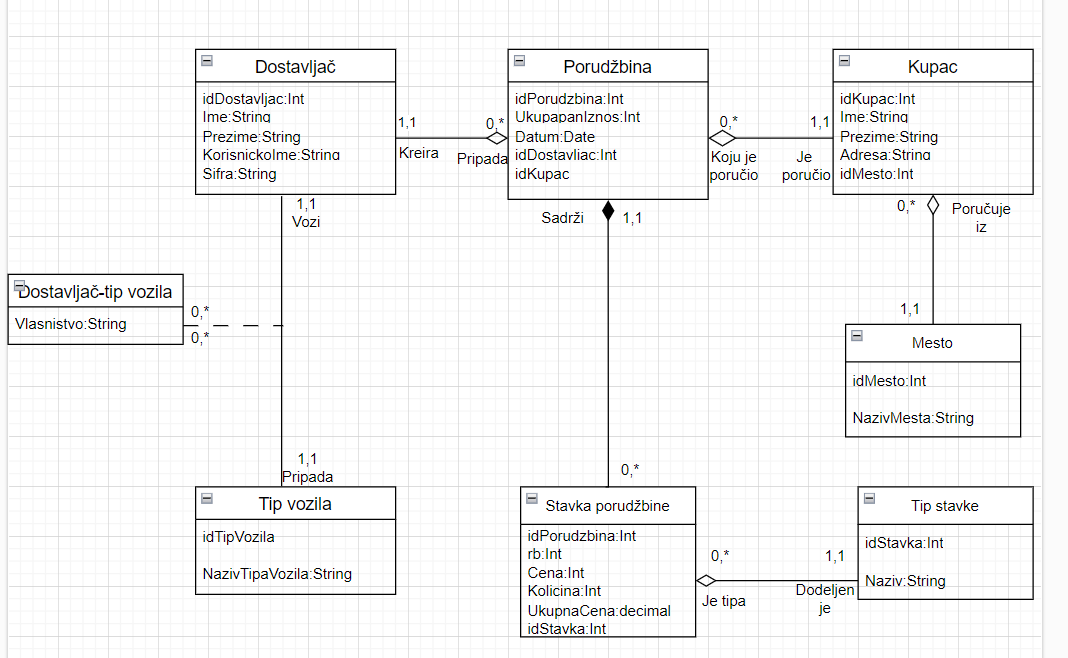 Dostavljač
idDostavljac:Int
Ime:String
Prezime:String
KorisnickoIme:String
Sifra:String
1,1
Kreira
0,*
Pripada
Porudžbina
idPorudzbina:Int
UkupapanIznos:Int
Datum:Date
idDostavljac:Int
idKupac
0,*
Koju je
poručio
1,1
Je
poručio
Kupac
idKupac:Int
Ime:String
Prezime:String
Adresa:String
idMesto:Int
1,1
Vozi
Sadrži
1,1
0,*
Poručuje
iz
Dostavljač-tip vozila
Vlasnistvo:String
0,*
0,*
1,1
Mesto
idMesto:Int
NazivMesta:String
1,1
Pripada
Tip vozila
idTipVozila
NazivTipaVozila:String
0,*
Stavka porudžbine
idPorudzbina:Int
rb:Int
Cena:Int
Kolicina:Int
UkupnaCena:decimal
idStavka:Int
0,*
Je tipa
1,1
Dodeljen
je
Tip stavke
idStavka:Int
Naziv:String